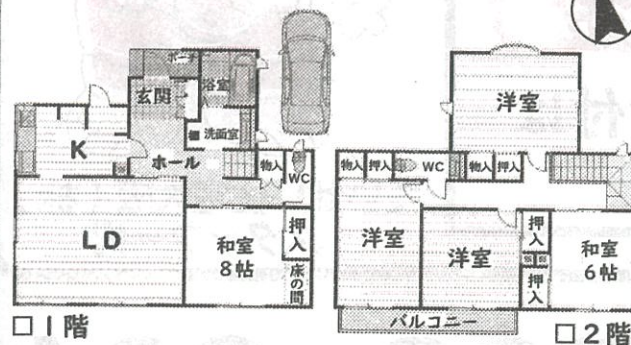 ポーチ
玄関
浴室
K
洗面室
ホール
物入
WC
LD
和室
8帖
押入
床の間
□1階
洋室
物入
押入
WC
物入
押入
洋室
洋室
押入
押入
和室
6帖
バルコニー
□2階